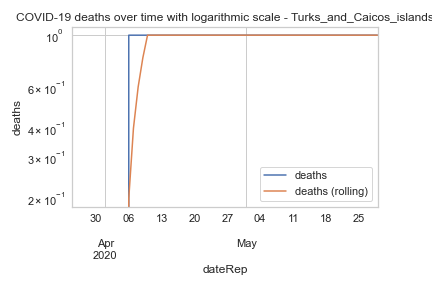 COVID-19 deaths over time with logarithmic scale - Turks_and_Caicos_islands
10⁰
6 × 10⁻¹
4 × 10⁻¹
3 × 10⁻¹
2 × 10⁻¹
deaths
deaths
deaths (rolling)
30 06 13 20 27 04 11 18 25
Apr May
2020
dateRep